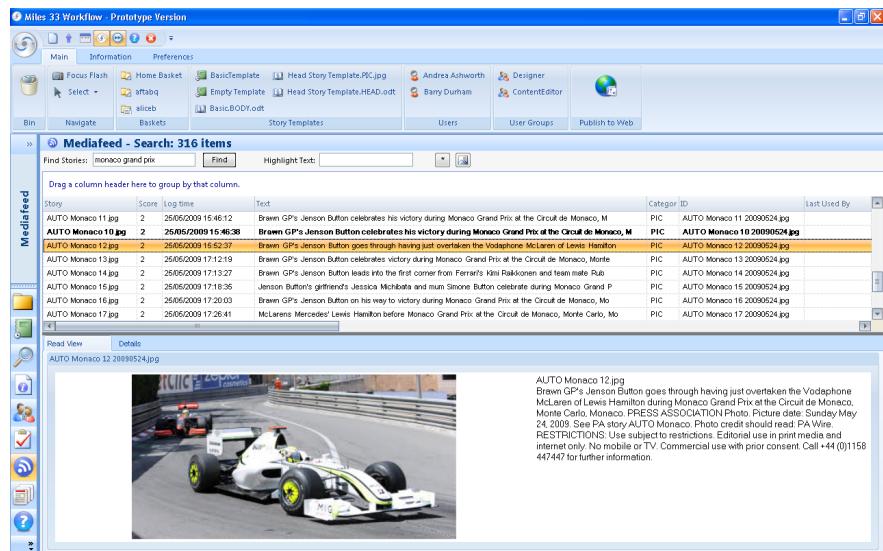 Miles 33 Workflow - Prototype Version
Main Information Preferences
Focus Flash Home Basket BasicTemplate Head Story Template.PIC.jpg Andrea Ashworth Designer
Select aftabq Empty Template Head Story Template.HEAD.odt Barry Durham ContentEditor
aliceb Basic.BODY.odt
Bin Navigate Baskets Story Templates Users User Groups Publish to Web
» Mediafeed - Search: 316 items
Find Stories: monaco grand prix Find Highlight Text: *
Mediafeed
Drag a column header here to group by that column.
Story Score Log time Text Categor ID Last Used By
AUTO Monaco 11.jpg 2 25/05/2009 15:46:12 Brawn GP's Jenson Button celebrates his victory during Monaco Grand Prix at the Circuit de Monaco, M PIC AUTO Monaco 11 20090524.jpg
AUTO Monaco 10.jpg 2 25/05/2009 15:46:38 Brawn GP's Jenson Button celebrates his victory during Monaco Grand Prix at the Circuit de Monaco, M PIC AUTO Monaco 10 20090524.jpg
AUTO Monaco 12.jpg 2 25/05/2009 15:52:37 Brawn GP's Jenson Button goes through having just overtaken the Vodaphone McLaren of Lewis Hamilton PIC AUTO Monaco 12 20090524.jpg
AUTO Monaco 13.jpg 2 25/05/2009 17:12:19 Brawn GP's Jenson Button celebrates victory during Monaco Grand Prix at the Circuit de Monaco, Monte PIC AUTO Monaco 13 20090524.jpg
AUTO Monaco 14.jpg 2 25/05/2009 17:13:27 Brawn GP's Jenson Button leads into the first corner from Ferrari's Kimi Raikkonen and team mate Rub PIC AUTO Monaco 14 20090524.jpg
AUTO Monaco 15.jpg 2 25/05/2009 17:18:35 Jenson Button's girlfriend's Jessica Michibata and mum Simone Button celebrate during Monaco Grand P PIC AUTO Monaco 15 20090524.jpg
AUTO Monaco 16.jpg 2 25/05/2009 17:20:03 Brawn GP's Jenson Button on his way to victory during Monaco Grand Prix at the Circuit de Monaco, Mo PIC AUTO Monaco 16 20090524.jpg
AUTO Monaco 17.jpg 2 25/05/2009 17:26:41 McLarens Mercedes' Lewis Hamilton before Monaco Grand Prix at the Circuit de Monaco, Monte Carlo, Mo PIC AUTO Monaco 17 20090524.jpg
Read View Details
AUTO Monaco 12 20090524.jpg
AUTO Monaco 12.jpg
Brawn GP's Jenson Button goes through having just overtaken the Vodaphone
McLaren of Lewis Hamilton during Monaco Grand Prix at the Circuit de Monaco,
Monte Carlo, Monaco. PRESS ASSOCIATION Photo. Picture date: Sunday May
24, 2009. See PA story AUTO Monaco. Photo credit should read: PA Wire.
RESTRICTIONS: Use subject to restrictions. Editorial use in print media and
internet only. No mobile or TV. Commercial use with prior consent. Call +44 (0)1158
447447 for further information.
cosmetics